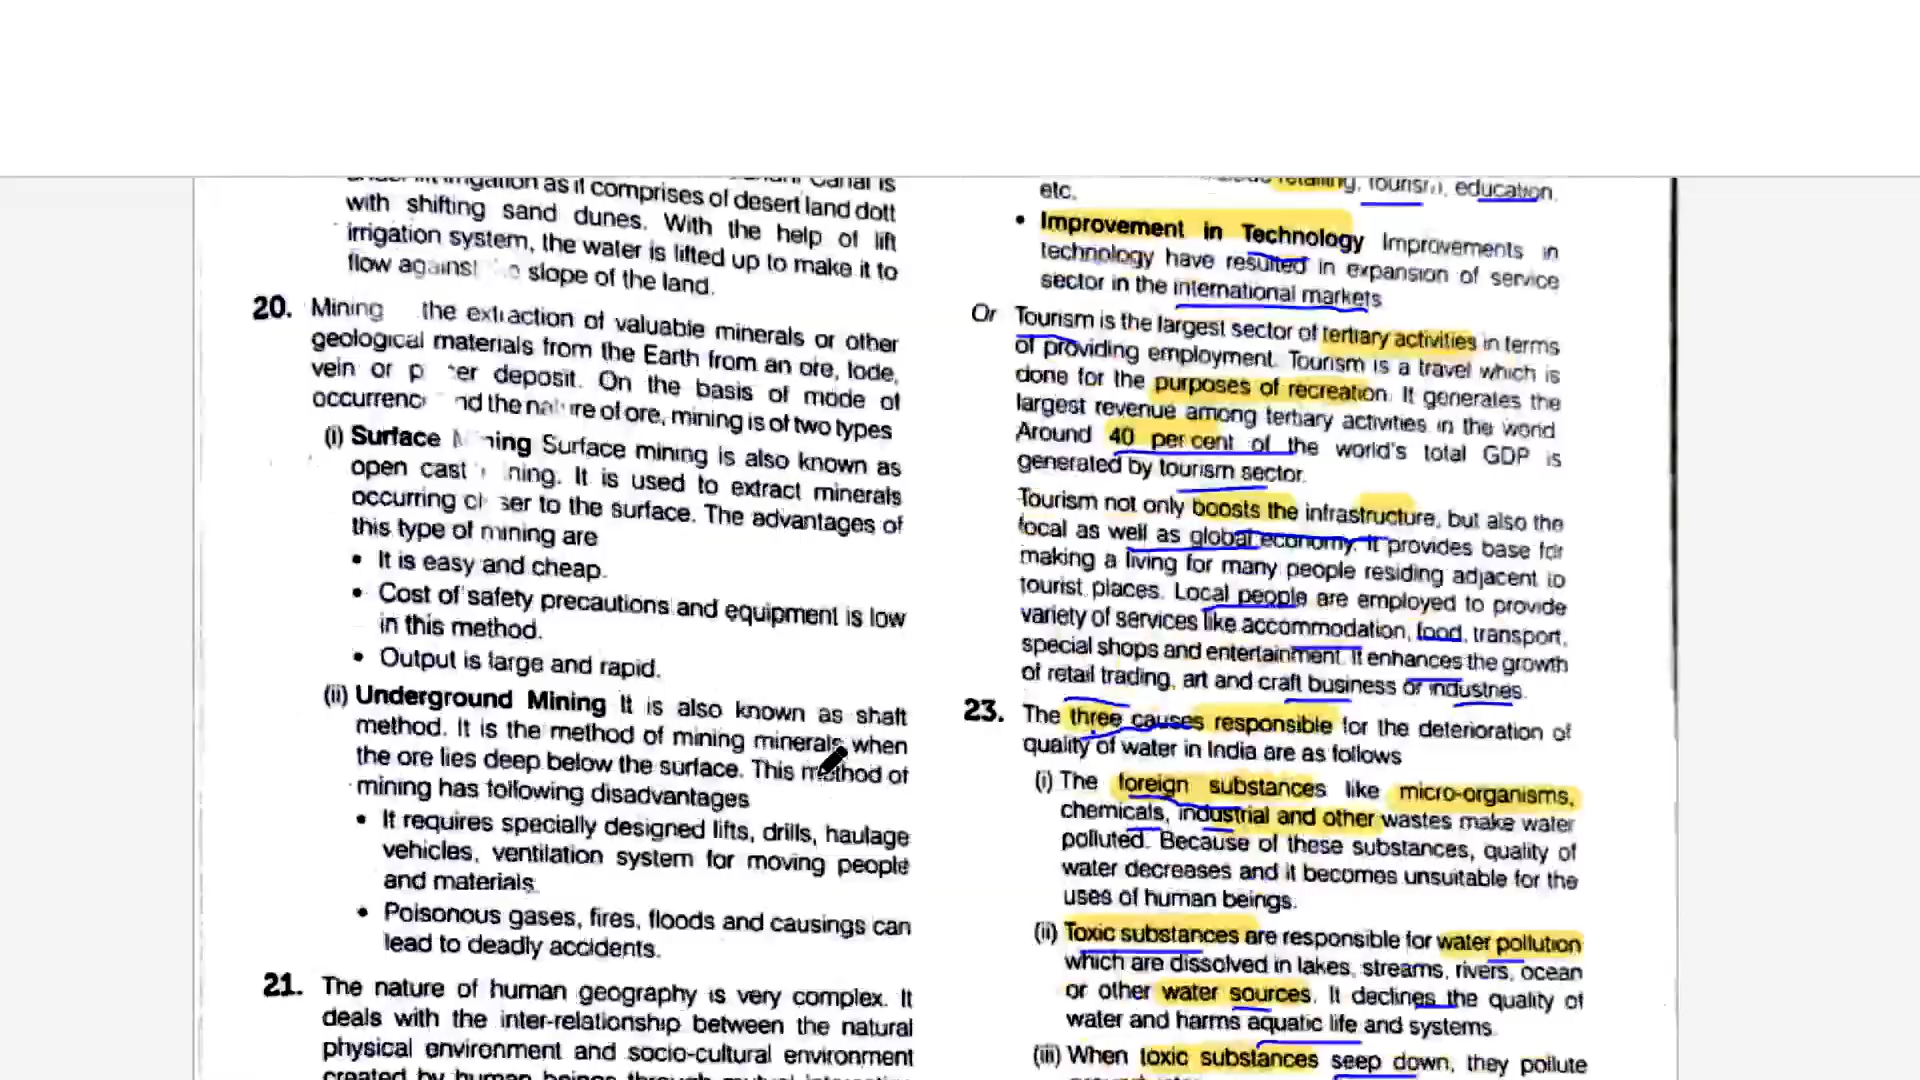 irrigation as it comprises of desert land dott
with shifting sand dunes. With the help of lift
irrigation system, the water is lifted up to make it to
flow against slope of the land.
20. Mining the extraction of valuable minerals or other
geological materials from the Earth from an ore, lode,
vein or deposit. On the basis of mode of
occurrenc nd the nature of ore, mining is of two types
(i) Surface Mining Surface mining is also known as
open cast ning. It is used to extract minerals
occurring cl ser to the surface. The advantages of
this type of mining are
• It is easy and cheap.
• Cost of safety precautions and equipment is low
in this method.
• Output is large and rapid.
(ii) Underground Mining It is also known as shaft
method. It is the method of mining minerals when
the ore lies deep below the surface. This method of
mining has following disadvantages
• It requires specially designed lifts, drills, haulage
vehicles, ventilation system for moving people
and materials
• Poisonous gases, fires, floods and causings can
lead to deadly accidents.
21. The nature of human geography is very complex. It
deals with the inter-relationship between the natural
physical environment and socio-cultural environment
created by human beings through mutual
retailing, tourism, education,
etc.
• Improvement in Technology Improvements in
technology have resulted in expansion of service
sector in the international markets
Or Tourism is the largest sector of tertiary activities in terms
of providing employment. Tourism is a travel which is
done for the purposes of recreation. It generates the
largest revenue among tertiary activities in the world
Around 40 per cent of the world's total GDP is
generated by tourism sector.
Tourism not only boosts the infrastructure, but also the
local as well as global economy. It provides base for
making a living for many people residing adjacent to
tourist places. Local people are employed to provide
variety of services like accommodation, food, transport,
special shops and entertainment. It enhances the growth
of retail trading, art and craft business or industries.
23. The three causes responsible for the deterioration of
quality of water in India are as follows
(i) The foreign substances like micro-organisms,
chemicals, industrial and other wastes make water
polluted. Because of these substances, quality of
water decreases and it becomes unsuitable for the
uses of human beings.
(ii) Toxic substances are responsible for water pollution
which are dissolved in lakes, streams, rivers, ocean
or other water sources. It declines the quality of
water and harms aquatic life and systems
(iii) When toxic substances seep down, they pollute